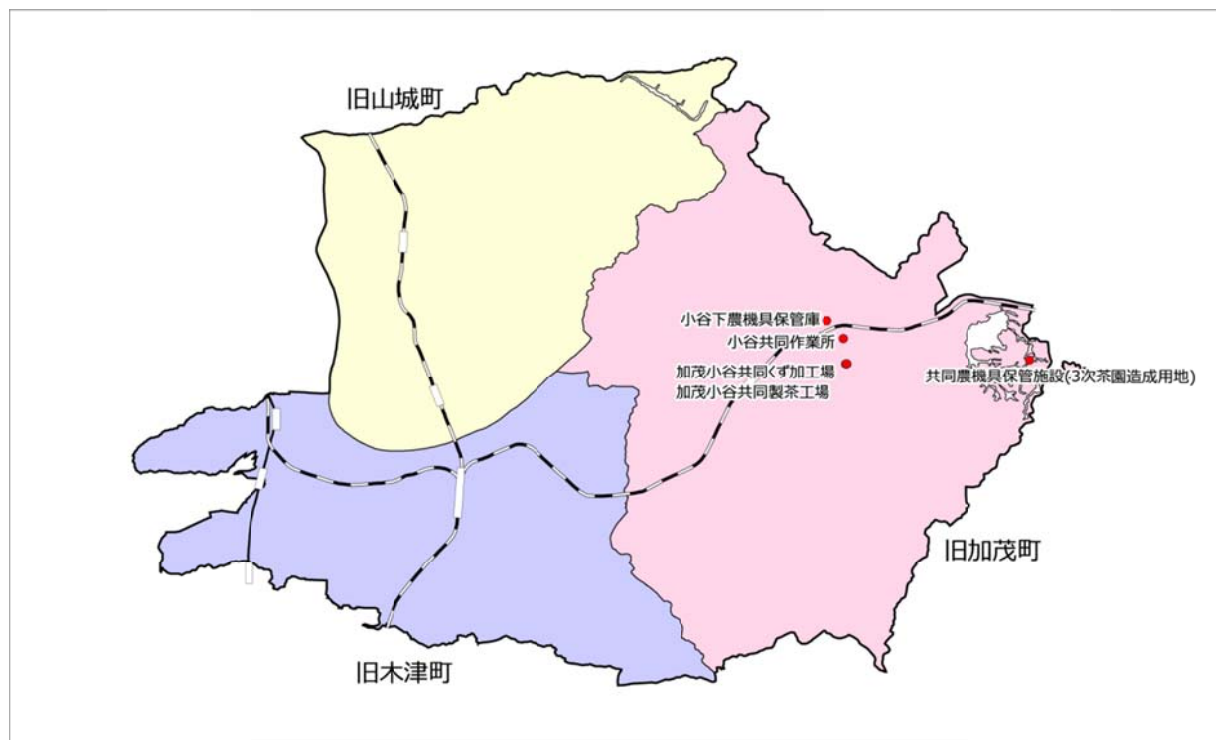 旧山城町
小谷下農機具保管庫
小谷共同作業所
加茂小谷共同くず加工場
加茂小谷共同製茶工場
共同農機具保管施設(3次茶園造成用地)
旧加茂町
旧木津町